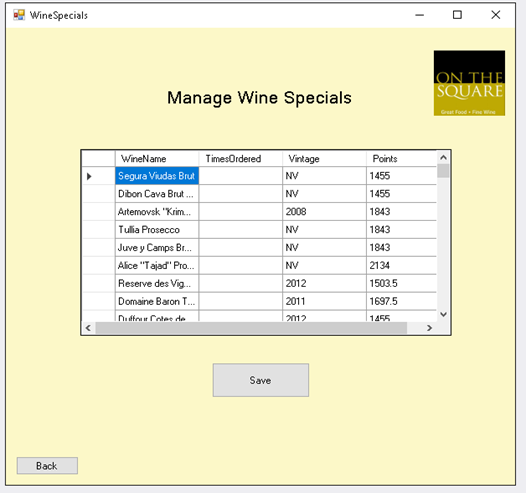 WineSpecials
ON THE
SQUARE
Great Food • Fine Wine
Manage Wine Specials
WineName TimesOrdered Vintage Points
Segura Viudas Brut NV 1455
Dibon Cava Brut ... NV 1455
Artemovsk "Krim... 2008 1843
Tullia Prosecco NV 1843
Juve y Camps Br... NV 1843
Alice "Tajad" Pro... NV 2134
Reserve des Vig... 2012 1503.5
Domaine Baron T... 2011 1697.5
Duffour Cotes de 2012 1455
Save
Back